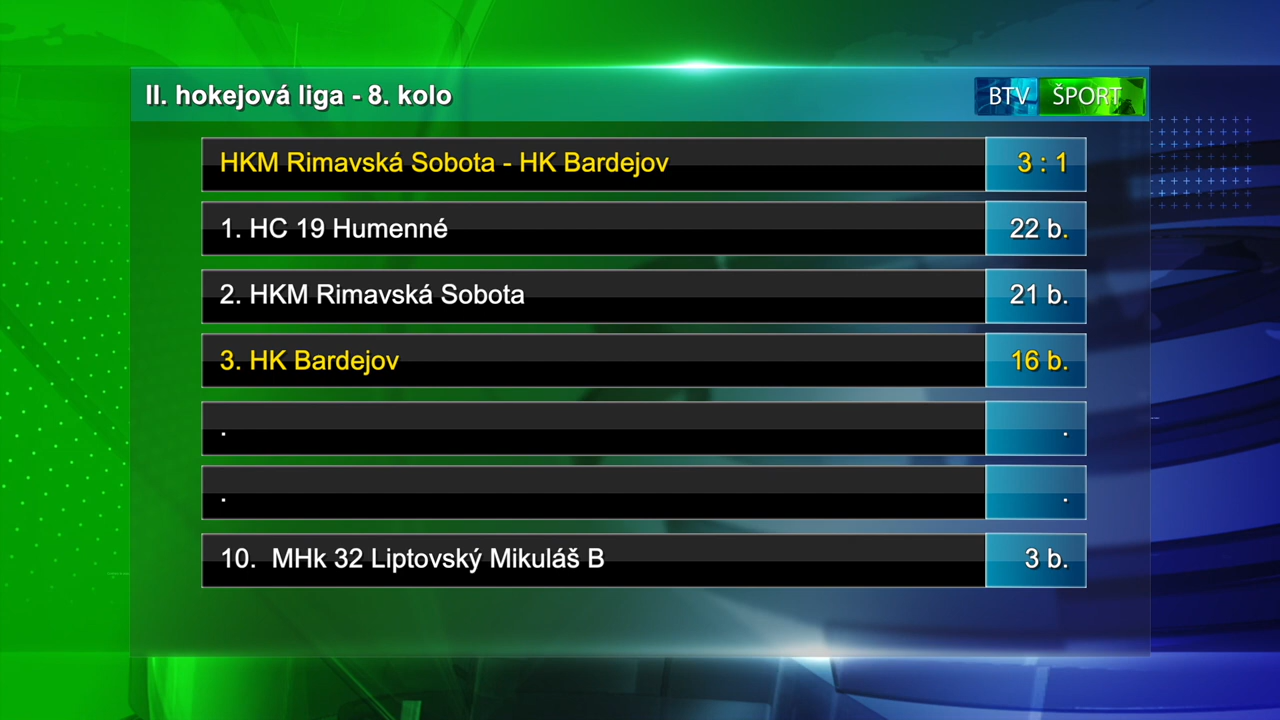 II. hokejová liga - 8. kolo
BTV ŠPORT
HKM Rimavská Sobota - HK Bardejov 3 : 1
1. HC 19 Humenné 22 b.
2. HKM Rimavská Sobota 21 b.
3. HK Bardejov 16 b.
. .
. .
10. MHk 32 Liptovský Mikuláš B 3 b.